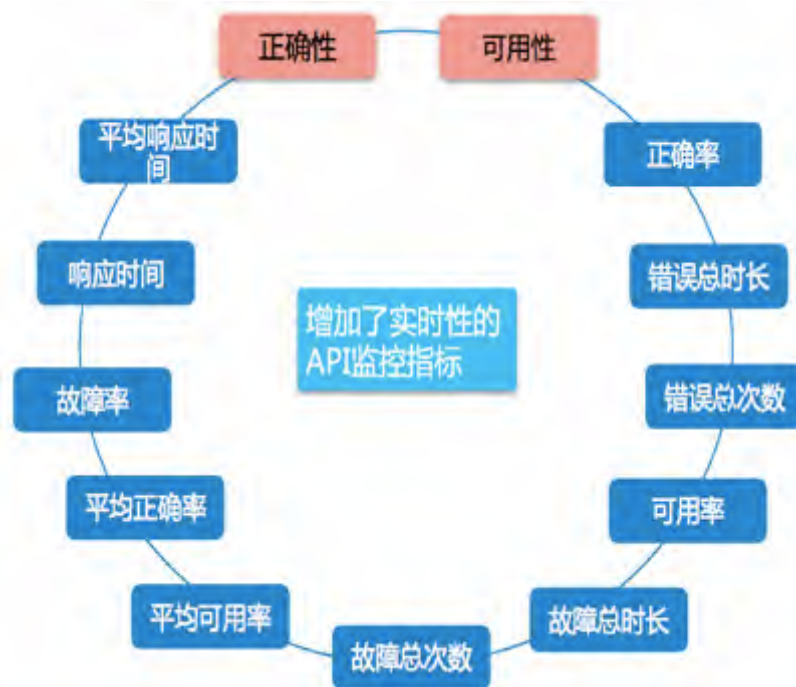 正确性
可用性
平均响应时
间
正确率
响应时间
错误总时长
增加了实时性的
API监控指标
故障率
错误总次数
平均正确率
可用率
平均可用率
故障总时长
故障总次数